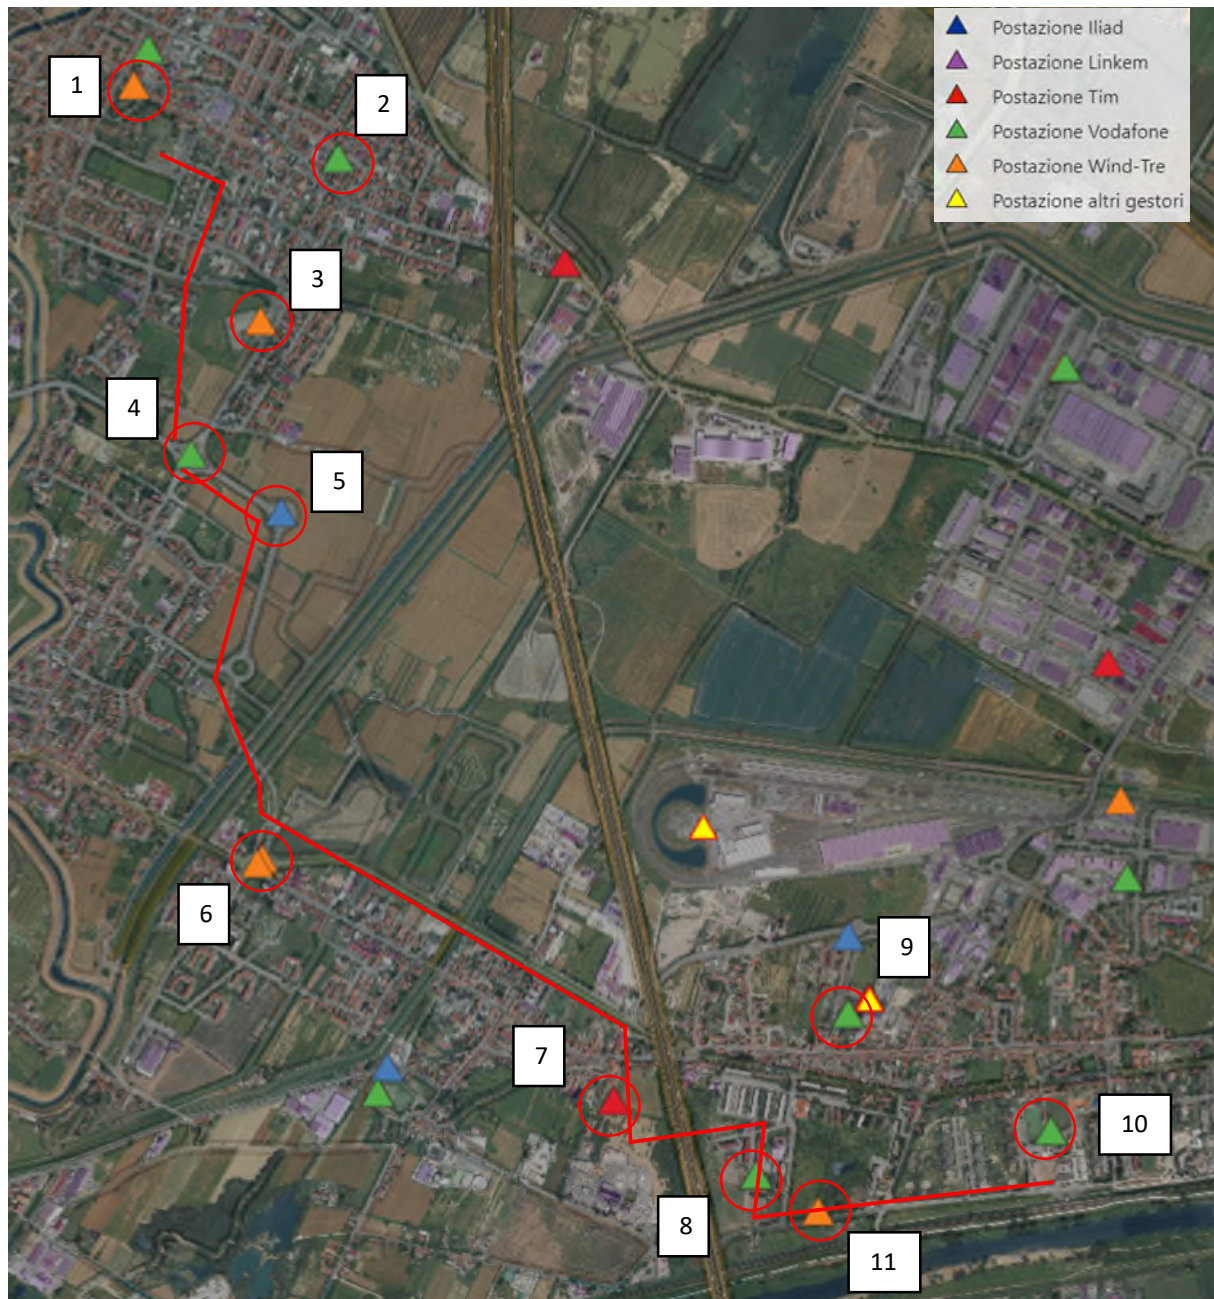 Postazione Iliad
Postazione Linkem
Postazione Tim
Postazione Vodafone
Postazione Wind-Tre
Postazione altri gestori
1
2
3
4
5
6
7
8
9
10
11